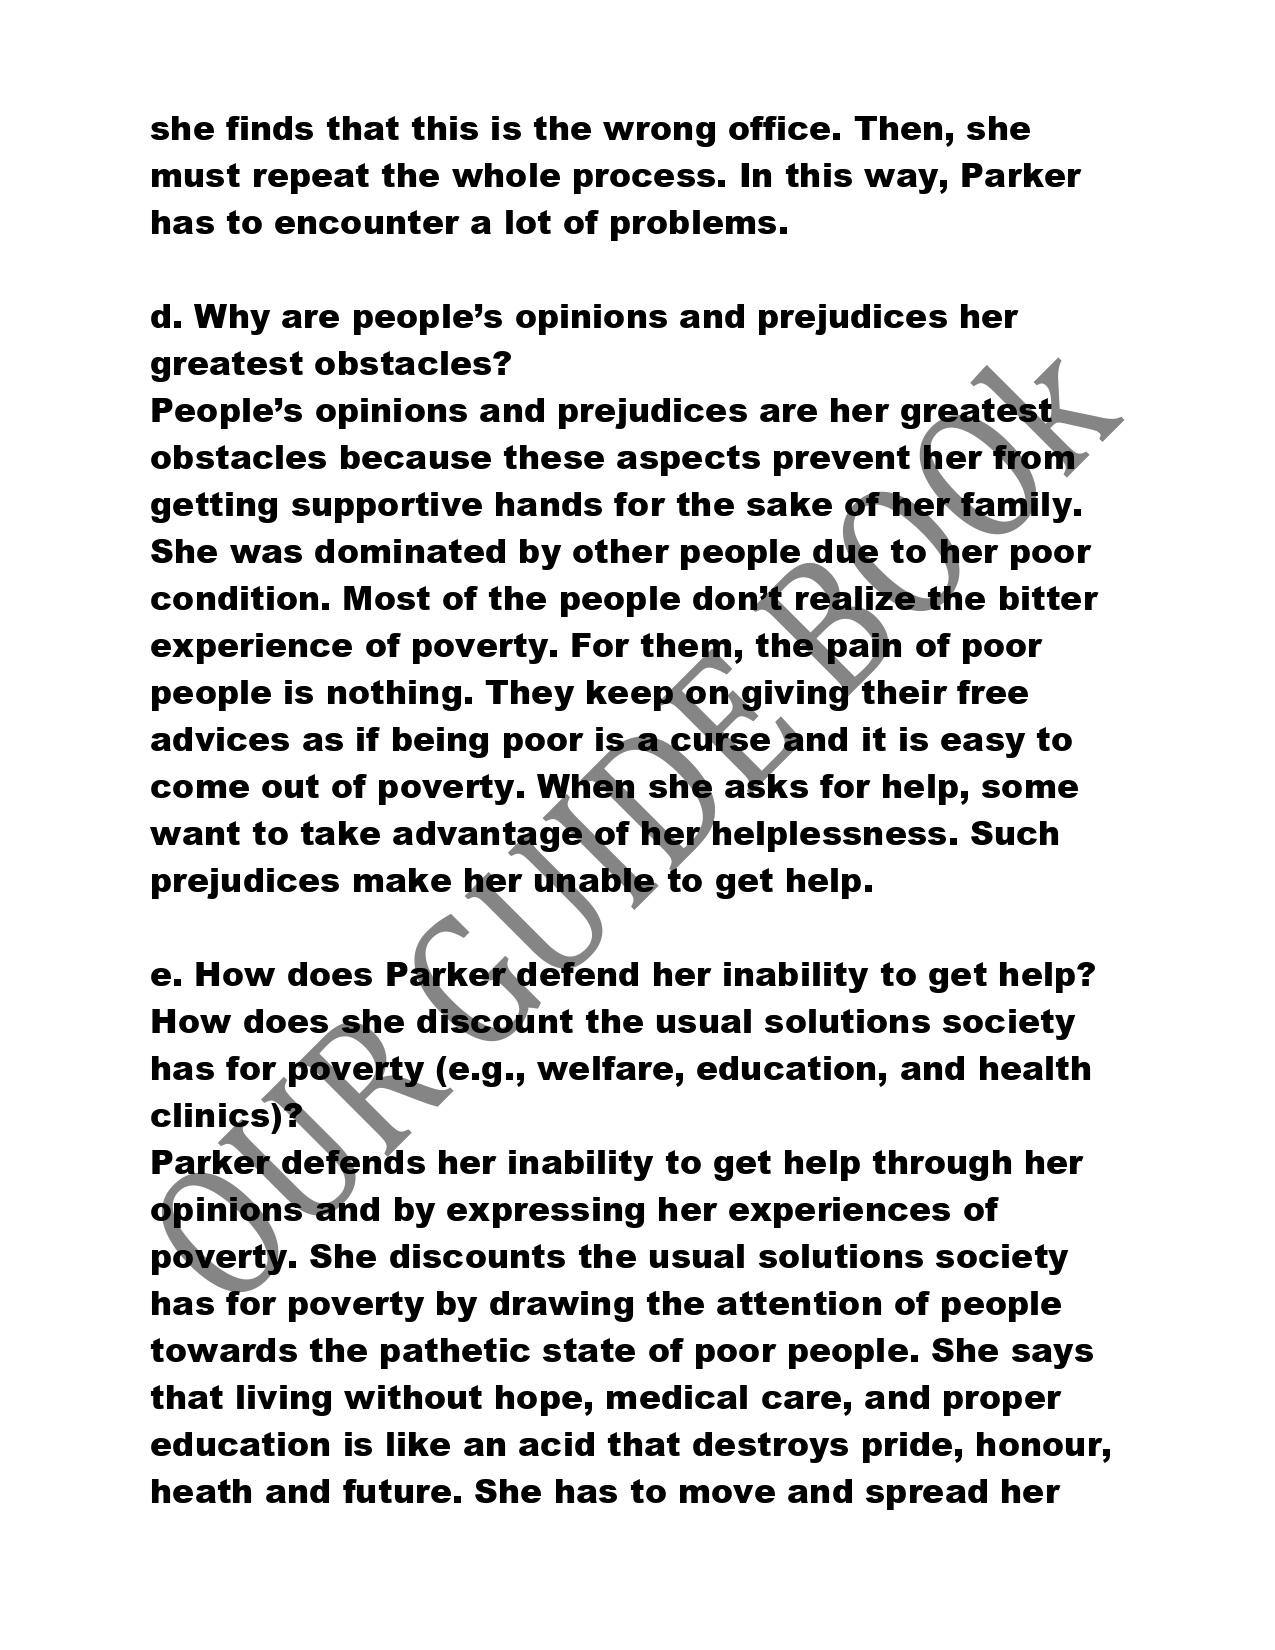 she finds that this is the wrong office. Then, she
must repeat the whole process. In this way, Parker
has to encounter a lot of problems.
d. Why are people’s opinions and prejudices her
greatest obstacles?
People’s opinions and prejudices are her greatest
obstacles because these aspects prevent her from
getting supportive hands for the sake of her family.
She was dominated by other people due to her poor
condition. Most of the people don’t realize the bitter
experience of poverty. For them, the pain of poor
people is nothing. They keep on giving their free
advices as if being poor is a curse and it is easy to
come out of poverty. When she asks for help, some
want to take advantage of her helplessness. Such
prejudices make her unable to get help.
e. How does Parker defend her inability to get help?
How does she discount the usual solutions society
has for poverty (e.g., welfare, education, and health
clinics)?
Parker defends her inability to get help through her
opinions and by expressing her experiences of
poverty. She discounts the usual solutions society
has for poverty by drawing the attention of people
towards the pathetic state of poor people. She says
that living without hope, medical care, and proper
education is like an acid that destroys pride, honour,
heath and future. She has to move and spread her
OUR GUIDE BOOk